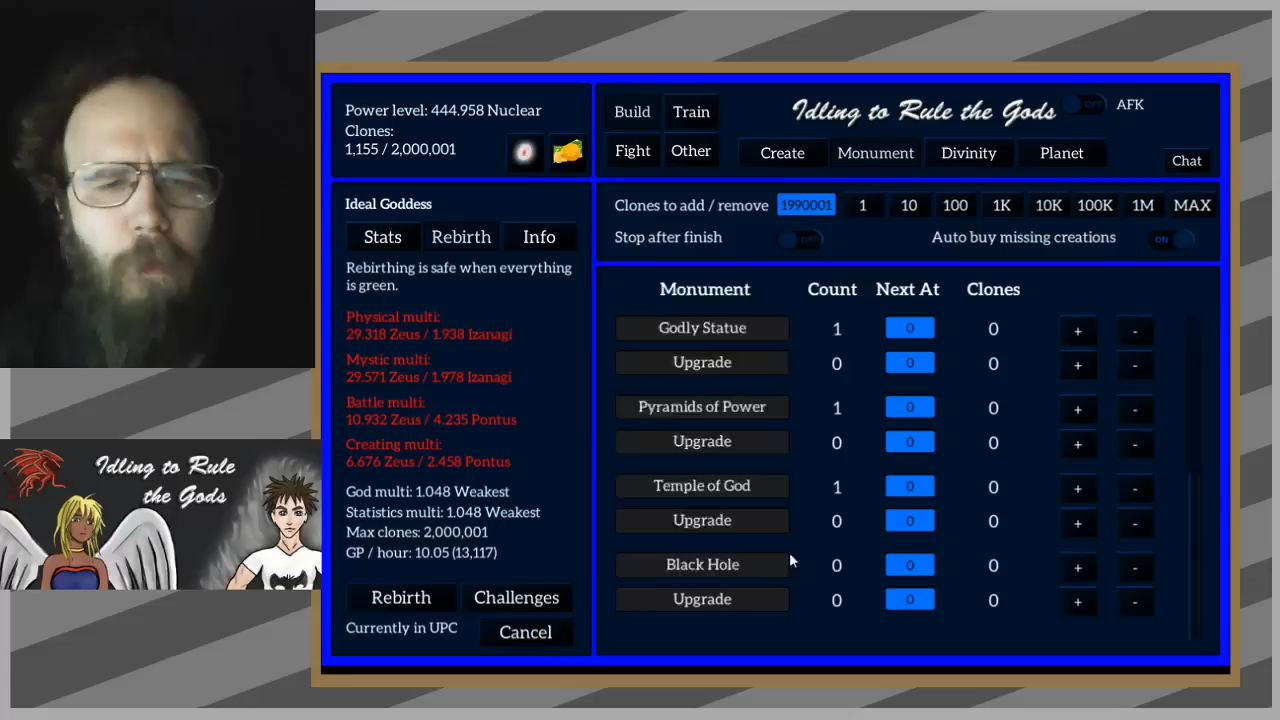 Power level: 444.958 Nuclear
Clones:
1,155 / 2,000,001
Build
Train
Fight
Other
Idling to Rule the Gods
OFF
AFK
Create
Monument
Divinity
Planet
Chat
Ideal Goddess
Stats
Rebirth
Info
Rebirthing is safe when everything
is green.
Physical multi:
29.318 Zeus / 1.938 Izanagi
Mystic multi:
29.571 Zeus / 1.978 Izanagi
Battle multi:
10.932 Zeus / 4.235 Pontus
Creating multi:
6.676 Zeus / 2.458 Pontus
God multi: 1.048 Weakest
Statistics multi: 1.048 Weakest
Max clones: 2,000,001
GP / hour: 10.05 (13,117)
Rebirth
Challenges
Currently in UPC
Cancel
Clones to add / remove
1990001
1
10
100
1K
10K
100K
1M
MAX
Stop after finish
OFF
Auto buy missing creations
ON
Monument Count Next At Clones
Godly Statue 1 0 0 + -
Upgrade 0 0 0 + -
Pyramids of Power 1 0 0 + -
Upgrade 0 0 0 + -
Temple of God 1 0 0 + -
Upgrade 0 0 0 + -
Black Hole 0 0 0 + -
Upgrade 0 0 0 + -
Idling to Rule
the Gods